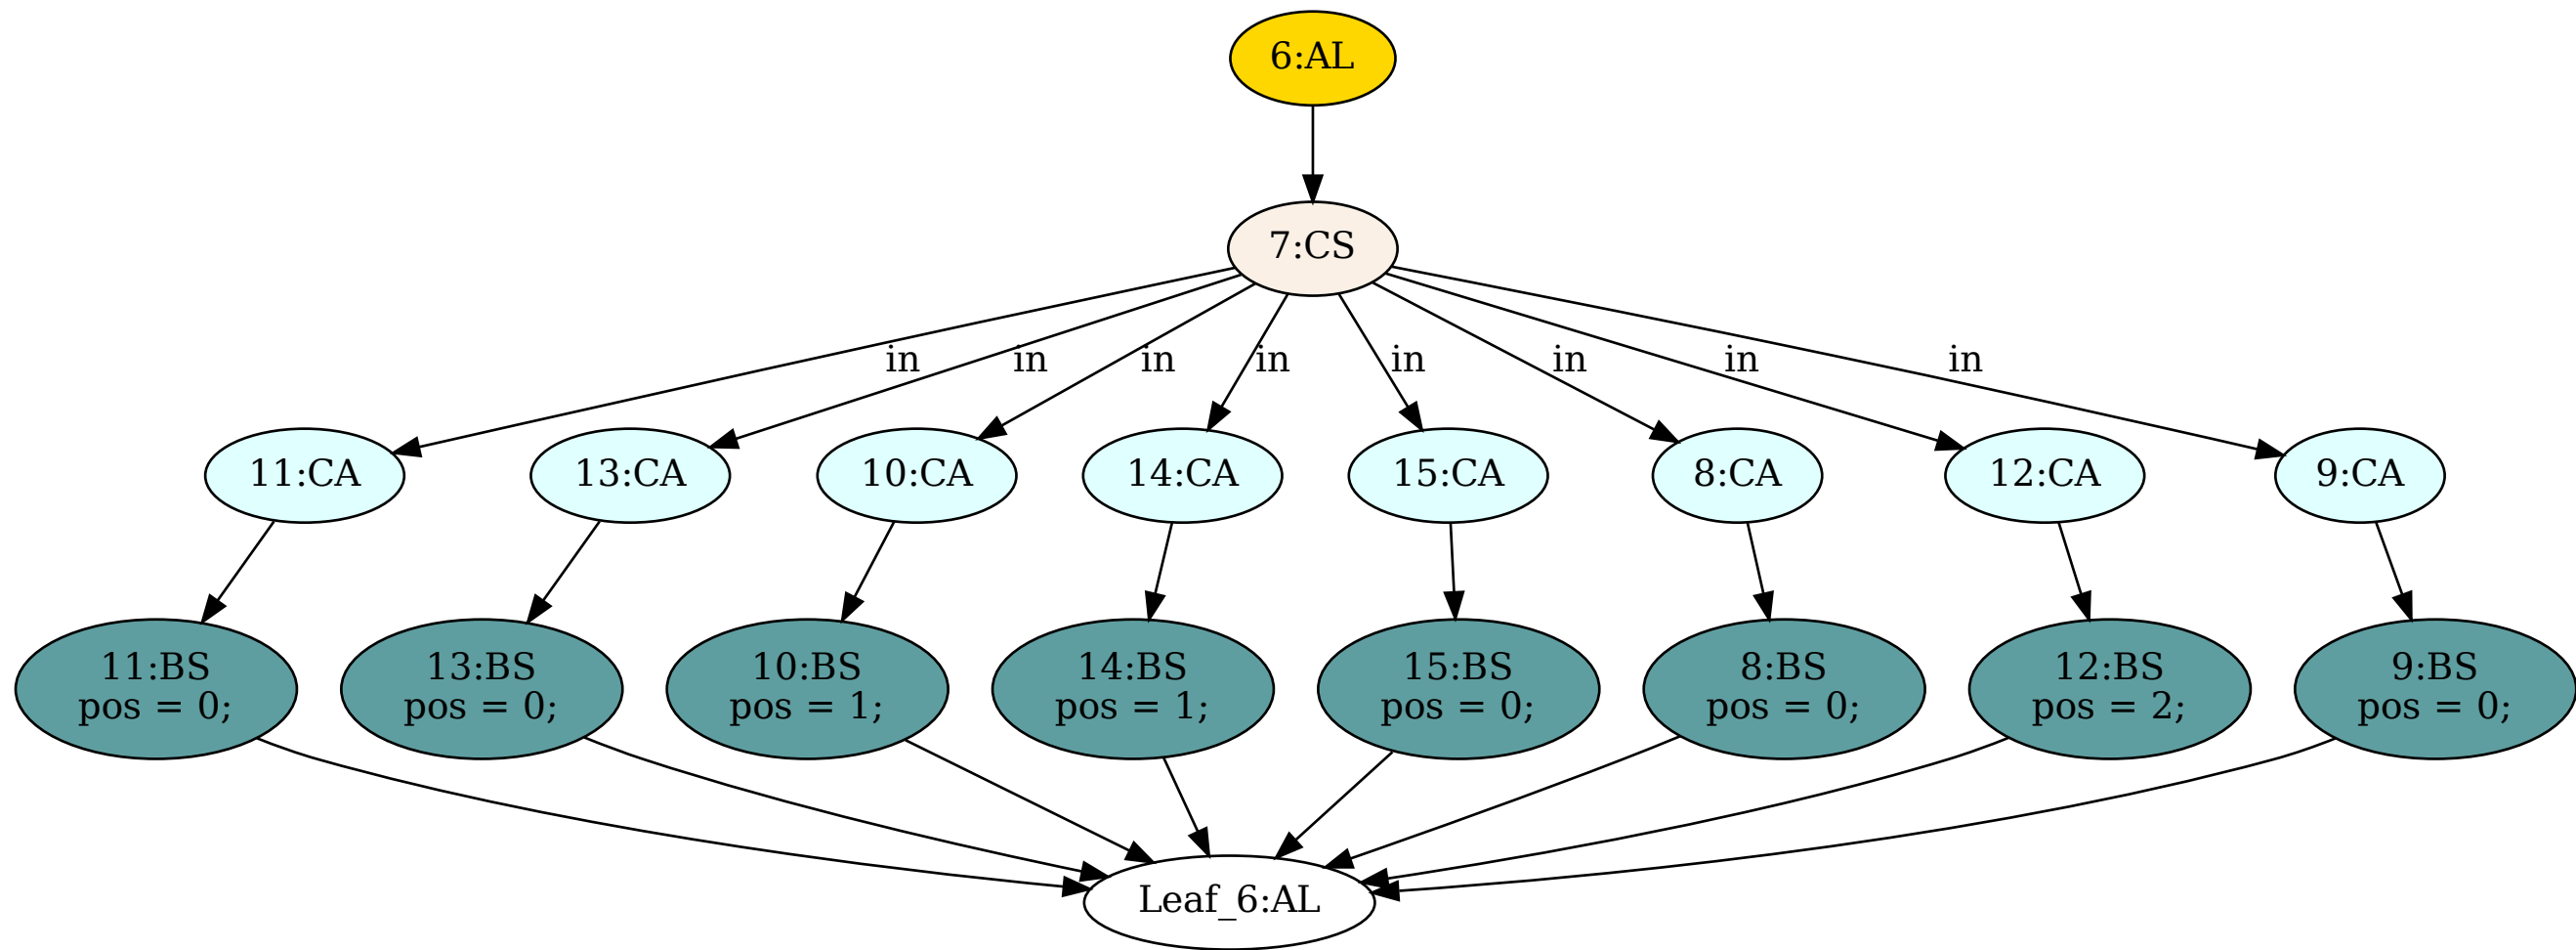 6:AL
7:CS
in
in
in
in
in
in
in
in
11:CA
13:CA
10:CA
14:CA
15:CA
8:CA
12:CA
9:CA
11:BS
pos = 0;
13:BS
pos = 0;
10:BS
pos = 1;
14:BS
pos = 1;
15:BS
pos = 0;
8:BS
pos = 0;
12:BS
pos = 2;
9:BS
pos = 0;
Leaf_6:AL